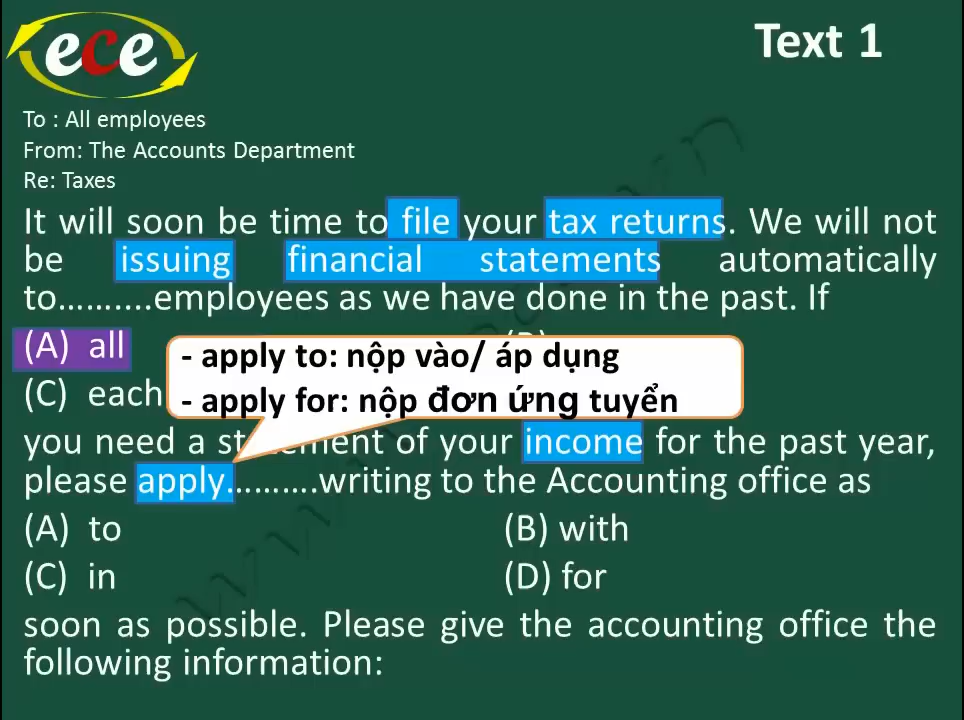 ece
Text 1
To : All employees
From: The Accounts Department
Re: Taxes
It will soon be time to file your tax returns. We will not
be issuing financial statements automatically
to..........employees as we have done in the past. If
(A) all
(C) each
- apply to: nộp vào/ áp dụng
- apply for: nộp đơn ứng tuyển
you need a statement of your income for the past year,
please apply..........writing to the Accounting office as
(A) to (B) with
(C) in (D) for
soon as possible. Please give the accounting office the
following information: